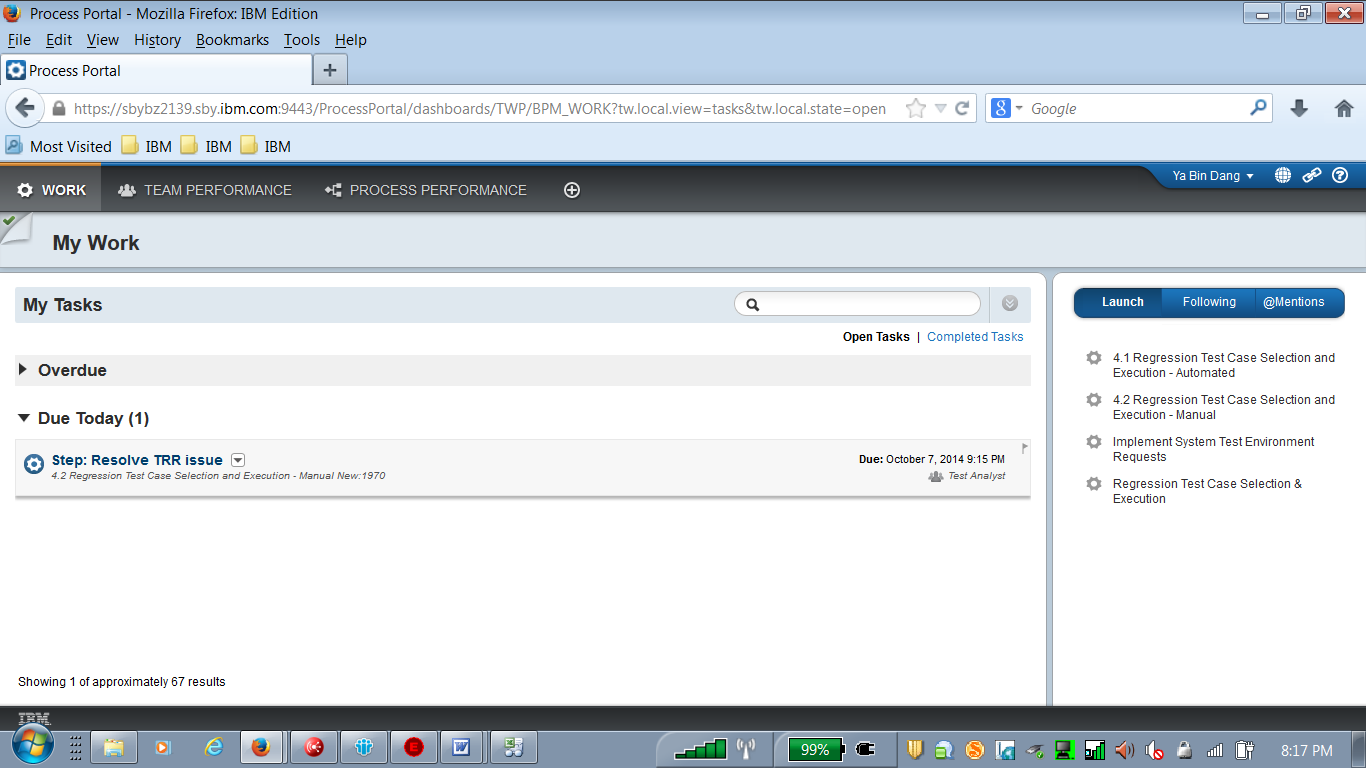 Process Portal - Mozilla Firefox: IBM Edition
File Edit View History Bookmarks Tools Help
Process Portal
https://sbybz2139.sby.ibm.com:9443/ProcessPortal/dashboards/TWP/BPM_WORK?tw.local.view=tasks&tw.local.state=open
Google
Most Visited IBM IBM IBM
WORK TEAM PERFORMANCE PROCESS PERFORMANCE
Ya Bin Dang
My Work
My Tasks
Open Tasks | Completed Tasks
Overdue
Due Today (1)
Step: Resolve TRR issue
4.2 Regression Test Case Selection and Execution - Manual New:1970
Due: October 7, 2014 9:15 PM
Test Analyst
Showing 1 of approximately 67 results
Launch Following @Mentions
4.1 Regression Test Case Selection and
Execution - Automated
4.2 Regression Test Case Selection and
Execution - Manual
Implement System Test Environment
Requests
Regression Test Case Selection &
Execution
IBM
99%
8:17 PM